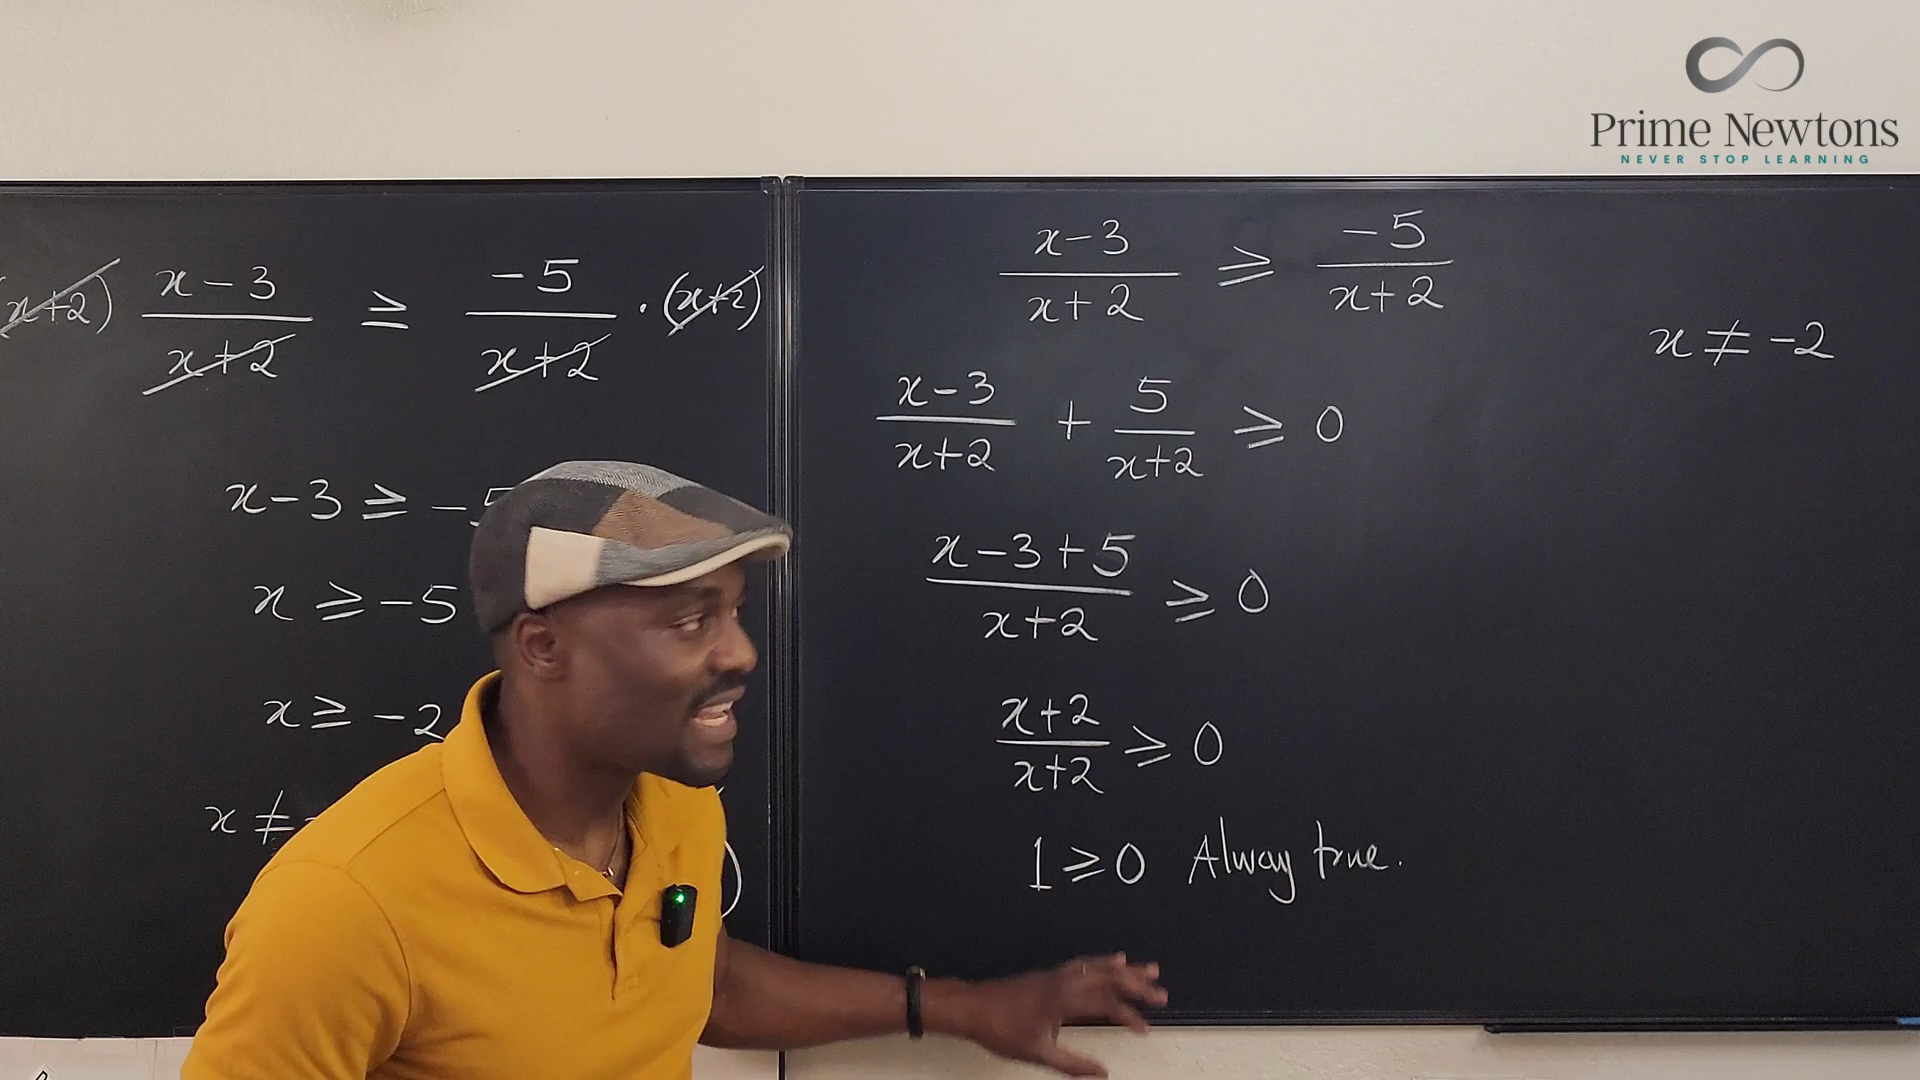 Prime Newtons
NEVER STOP LEARNING
(x+2) x-3/x+2 ≥ -5/x+2 · (x+2)
x-3 ≥ -5
x ≥ -5
x ≥ -2
x ≠
x-3/x+2 ≥ -5/x+2
x ≠ -2
x-3/x+2 + 5/x+2 ≥ 0
x-3+5/x+2 ≥ 0
x+2/x+2 ≥ 0
1 ≥ 0 Alway true.